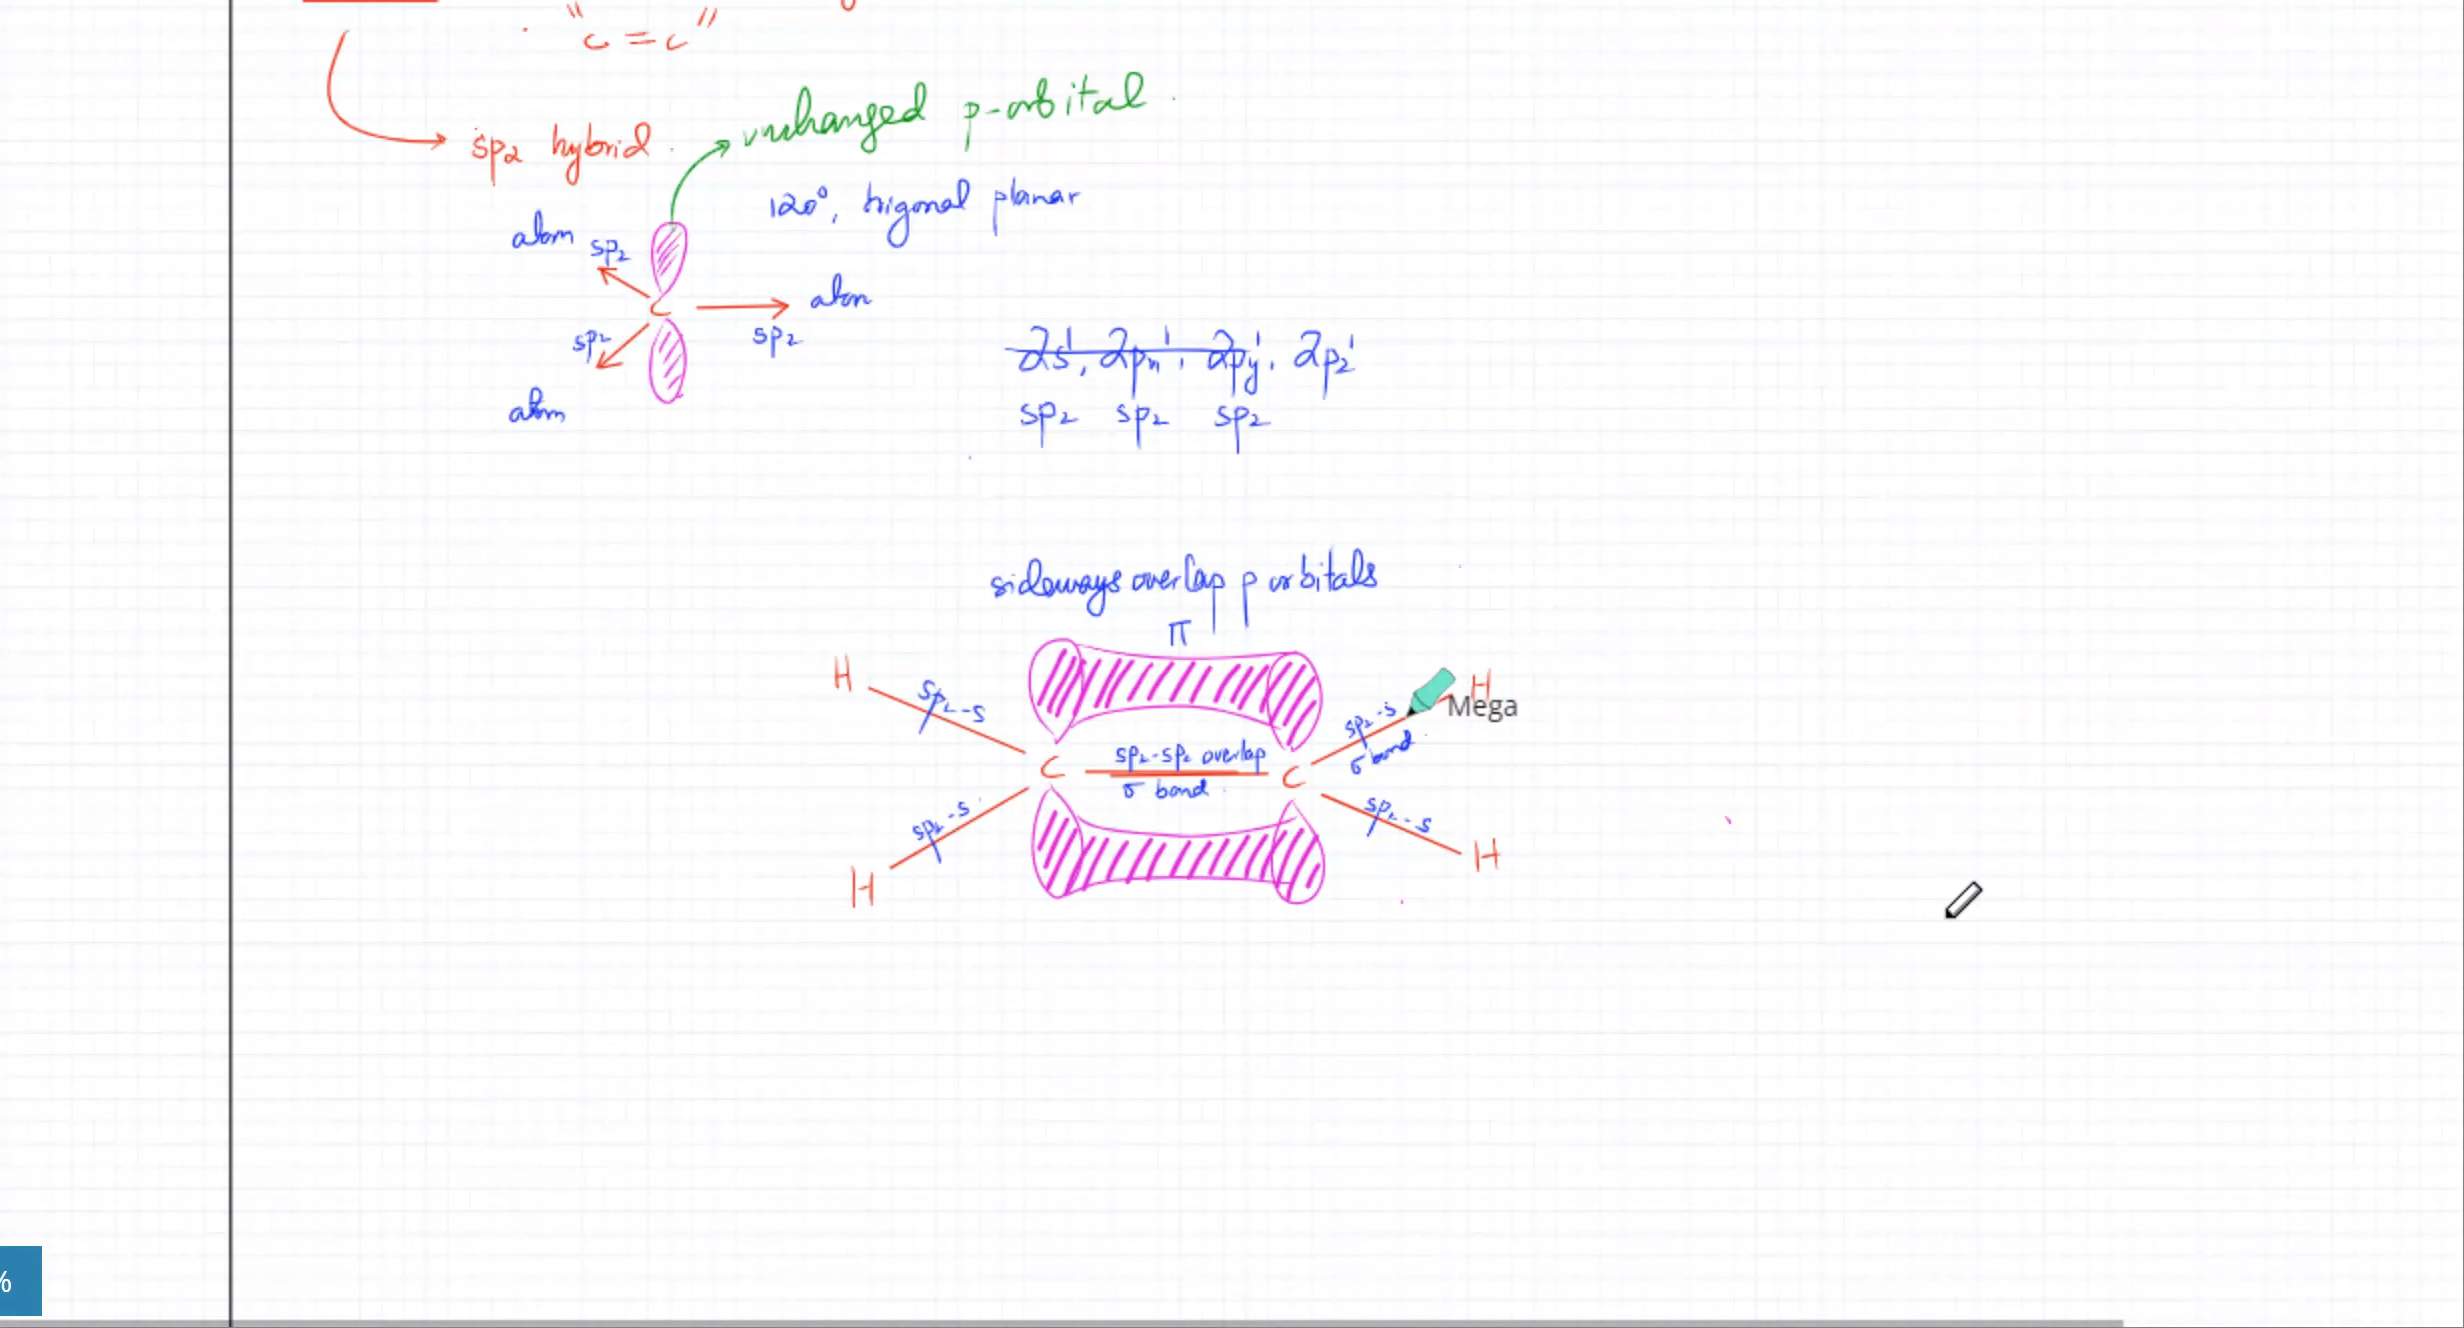 "C=C"
unchanged p-orbital
sp2 hybrid
120°, trigonal planar
atom
sp2
C
atom
sp2
sp2
atom
2s¹, 2px¹, 2py¹, 2pz¹
sp2 sp2 sp2
sideways overlap p orbitals
π
H
sp2-s
sp2-s
H
Mega
sp2-sp2 overlap
C
C
σ bond
σ bond
sp2-s
sp2-s
H
H
%